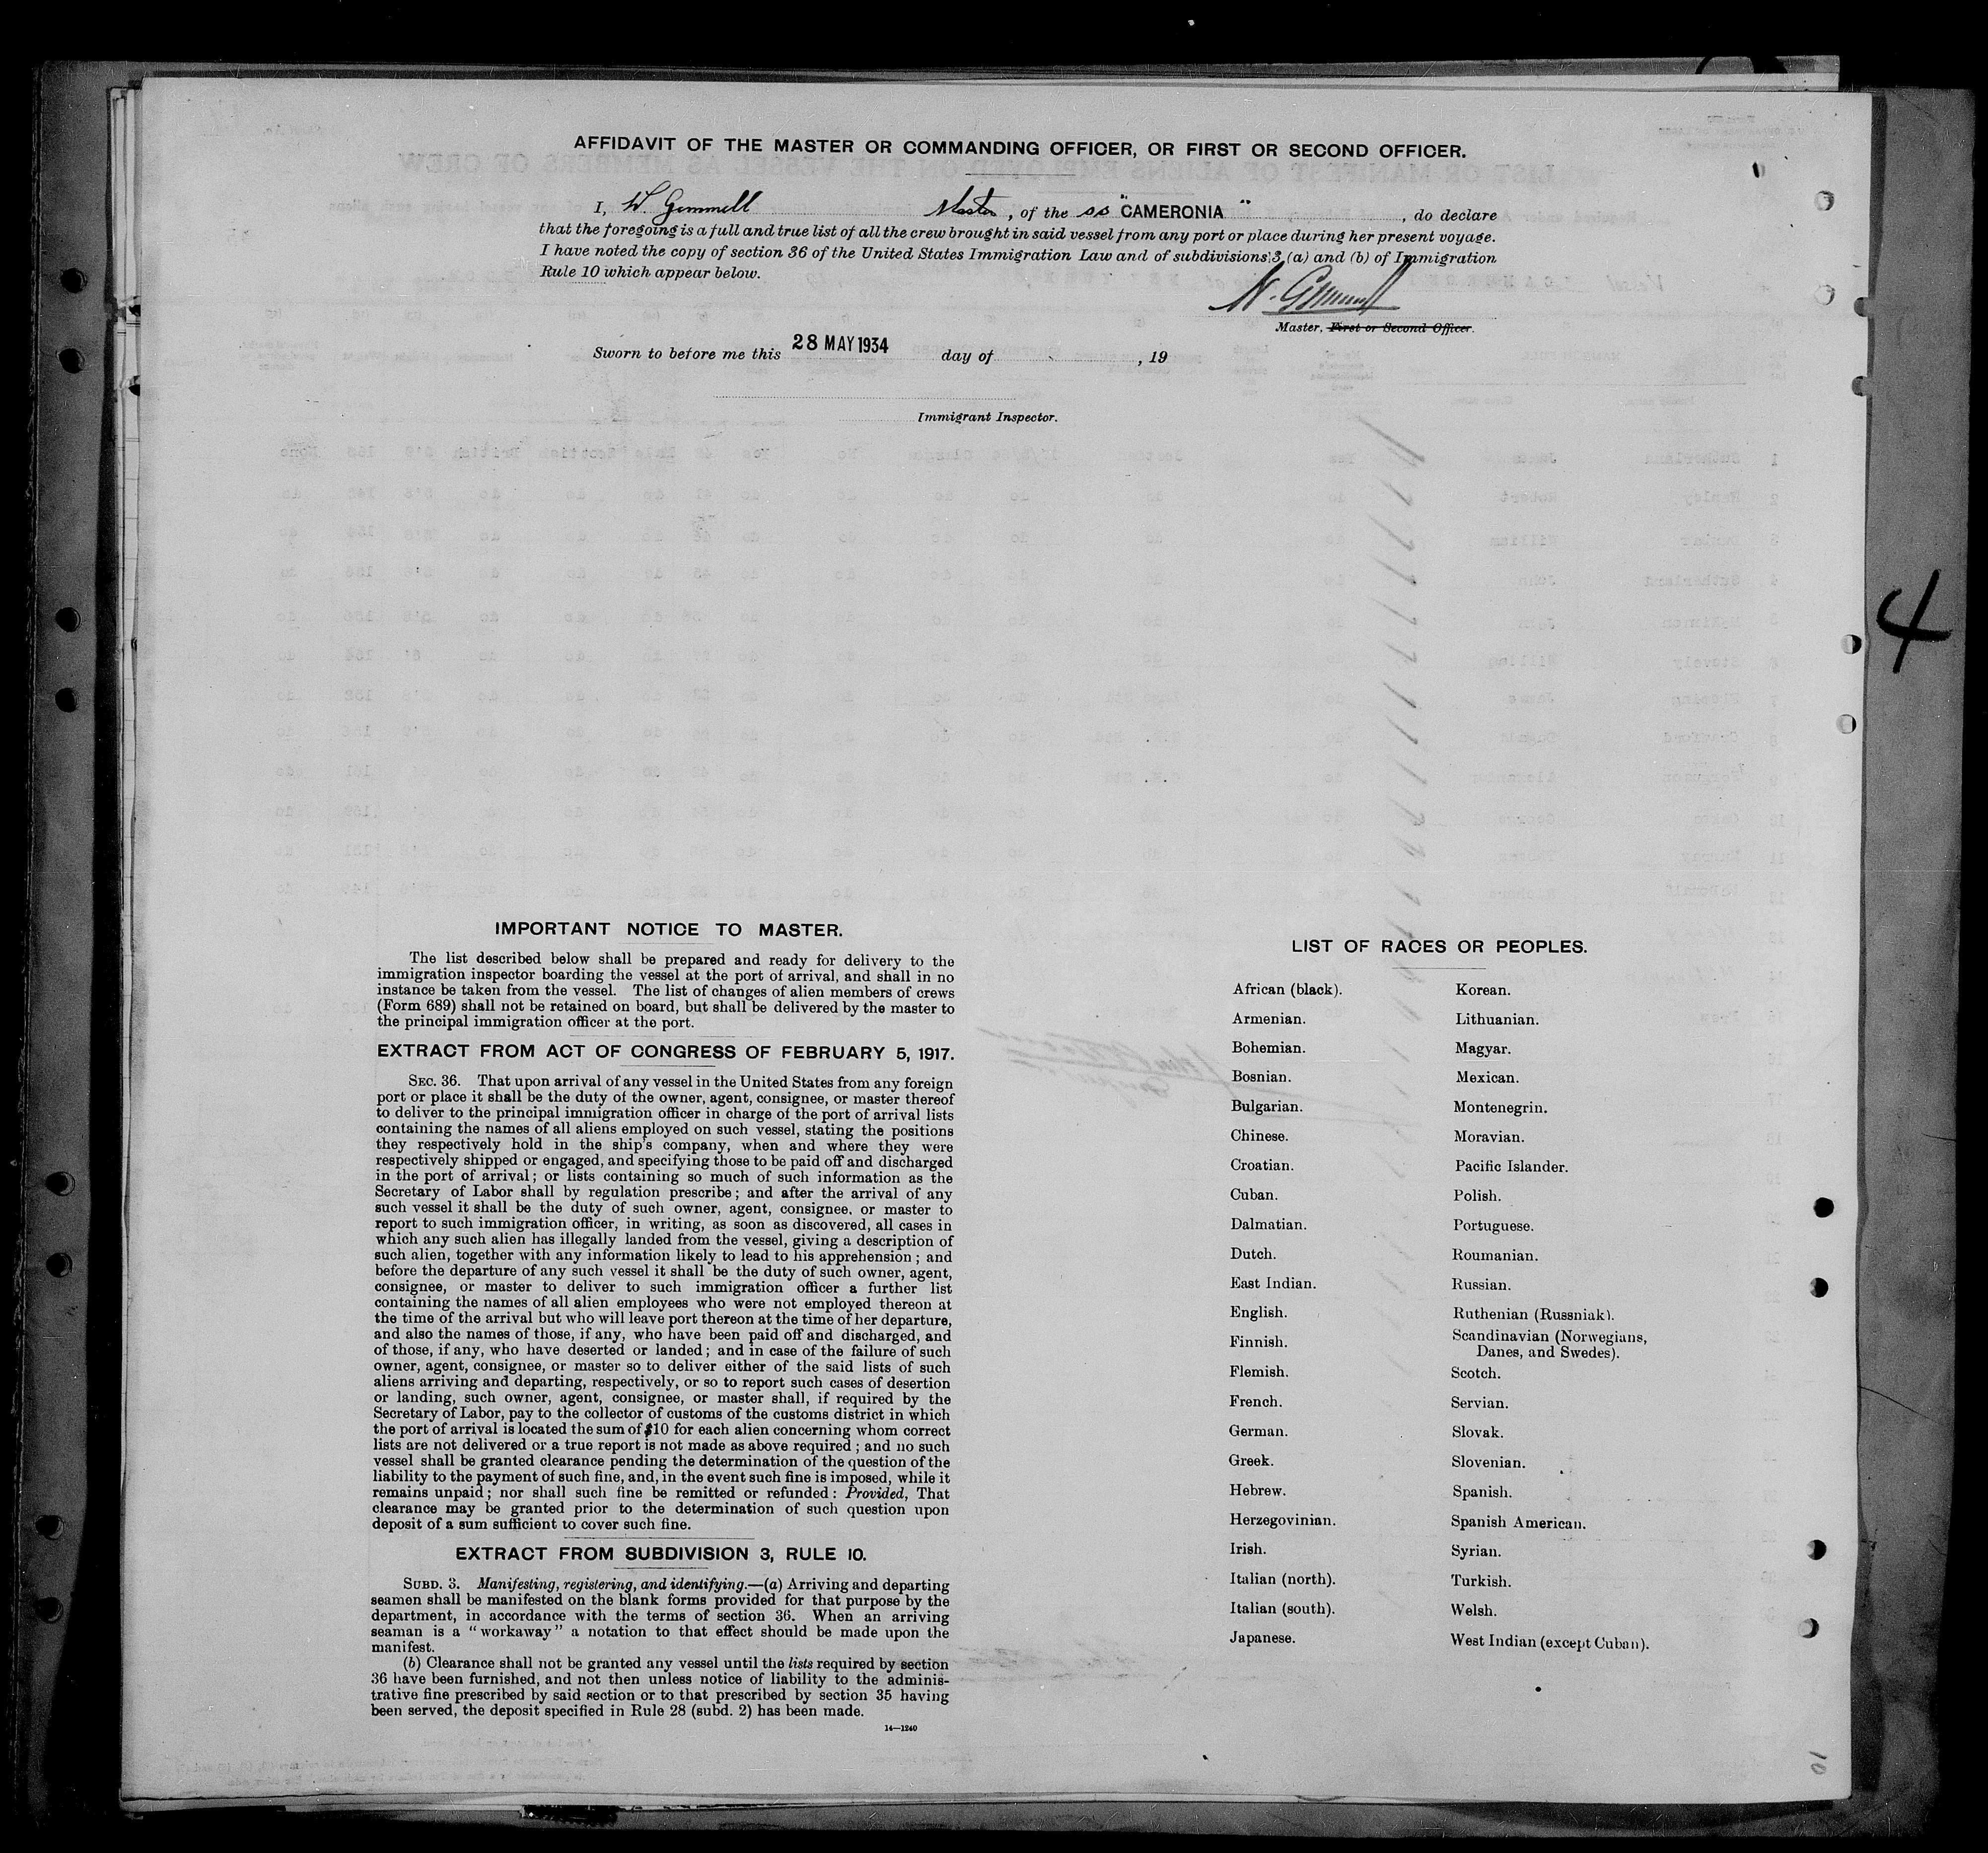 AFFIDAVIT OF THE MASTER OR COMMANDING OFFICER, OR FIRST OR SECOND OFFICER.
I, W Gemmell Master, of the ss "CAMERONIA", do declare
that the foregoing is a full and true list of all the crew brought in said vessel from any port or place during her present voyage.
I have noted the copy of section 36 of the United States Immigration Law and of subdivisions 3 (a) and (b) of Immigration
Rule 10 which appear below.
W. Gemmell
Master, First or Second Officer.
Sworn to before me this 28 MAY 1934 day of , 19
Immigrant Inspector.
4
IMPORTANT NOTICE TO MASTER.
The list described below shall be prepared and ready for delivery to the
immigration inspector boarding the vessel at the port of arrival, and shall in no
instance be taken from the vessel. The list of changes of alien members of crews
(Form 689) shall not be retained on board, but shall be delivered by the master to
the principal immigration officer at the port.
EXTRACT FROM ACT OF CONGRESS OF FEBRUARY 5, 1917.
SEC. 36. That upon arrival of any vessel in the United States from any foreign
port or place it shall be the duty of the owner, agent, consignee, or master thereof
to deliver to the principal immigration officer in charge of the port of arrival lists
containing the names of all aliens employed on such vessel, stating the positions
they respectively hold in the ship's company, when and where they were
respectively shipped or engaged, and specifying those to be paid off and discharged
in the port of arrival; or lists containing so much of such information as the
Secretary of Labor shall by regulation prescribe; and after the arrival of any
such vessel it shall be the duty of such owner, agent, consignee, or master to
report to such immigration officer, in writing, as soon as discovered, all cases in
which any such alien has illegally landed from the vessel, giving a description of
such alien, together with any information likely to lead to his apprehension; and
before the departure of any such vessel it shall be the duty of such owner, agent,
consignee, or master to deliver to such immigration officer a further list
containing the names of all alien employees who were not employed thereon at
the time of the arrival but who will leave port thereon at the time of her departure,
and also the names of those, if any, who have been paid off and discharged, and
of those, if any, who have deserted or landed; and in case of the failure of such
owner, agent, consignee, or master so to deliver either of the said lists of such
aliens arriving and departing, respectively, or so to report such cases of desertion
or landing, such owner, agent, consignee, or master shall, if required by the
Secretary of Labor, pay to the collector of customs of the customs district in which
the port of arrival is located the sum of $10 for each alien concerning whom correct
lists are not delivered or a true report is not made as above required; and no such
vessel shall be granted clearance pending the determination of the question of the
liability to the payment of such fine, and, in the event such fine is imposed, while it
remains unpaid; nor shall such fine be remitted or refunded: Provided, That
clearance may be granted prior to the determination of such question upon
deposit of a sum sufficient to cover such fine.
EXTRACT FROM SUBDIVISION 3, RULE 10.
SUBD. 3. Manifesting, registering, and identifying.—(a) Arriving and departing
seamen shall be manifested on the blank forms provided for that purpose by the
department, in accordance with the terms of section 36. When an arriving
seaman is a "workaway" a notation to that effect should be made upon the
manifest.
(b) Clearance shall not be granted any vessel until the lists required by section
36 have been furnished, and not then unless notice of liability to the adminis-
trative fine prescribed by said section or to that prescribed by section 35 having
been served, the deposit specified in Rule 28 (subd. 2) has been made.
14—1240
LIST OF RACES OR PEOPLES.
African (black).
Armenian.
Bohemian.
Bosnian.
Bulgarian.
Chinese.
Croatian.
Cuban.
Dalmatian.
Dutch.
East Indian.
English.
Finnish.
Flemish.
French.
German.
Greek.
Hebrew.
Herzegovinian.
Irish.
Italian (north).
Italian (south).
Japanese.
Korean.
Lithuanian.
Magyar.
Mexican.
Montenegrin.
Moravian.
Pacific Islander.
Polish.
Portuguese.
Roumanian.
Russian.
Ruthenian (Russniak).
Scandinavian (Norwegians,
Danes, and Swedes).
Scotch.
Servian.
Slovak.
Slovenian.
Spanish.
Spanish American.
Syrian.
Turkish.
Welsh.
West Indian (except Cuban).
10